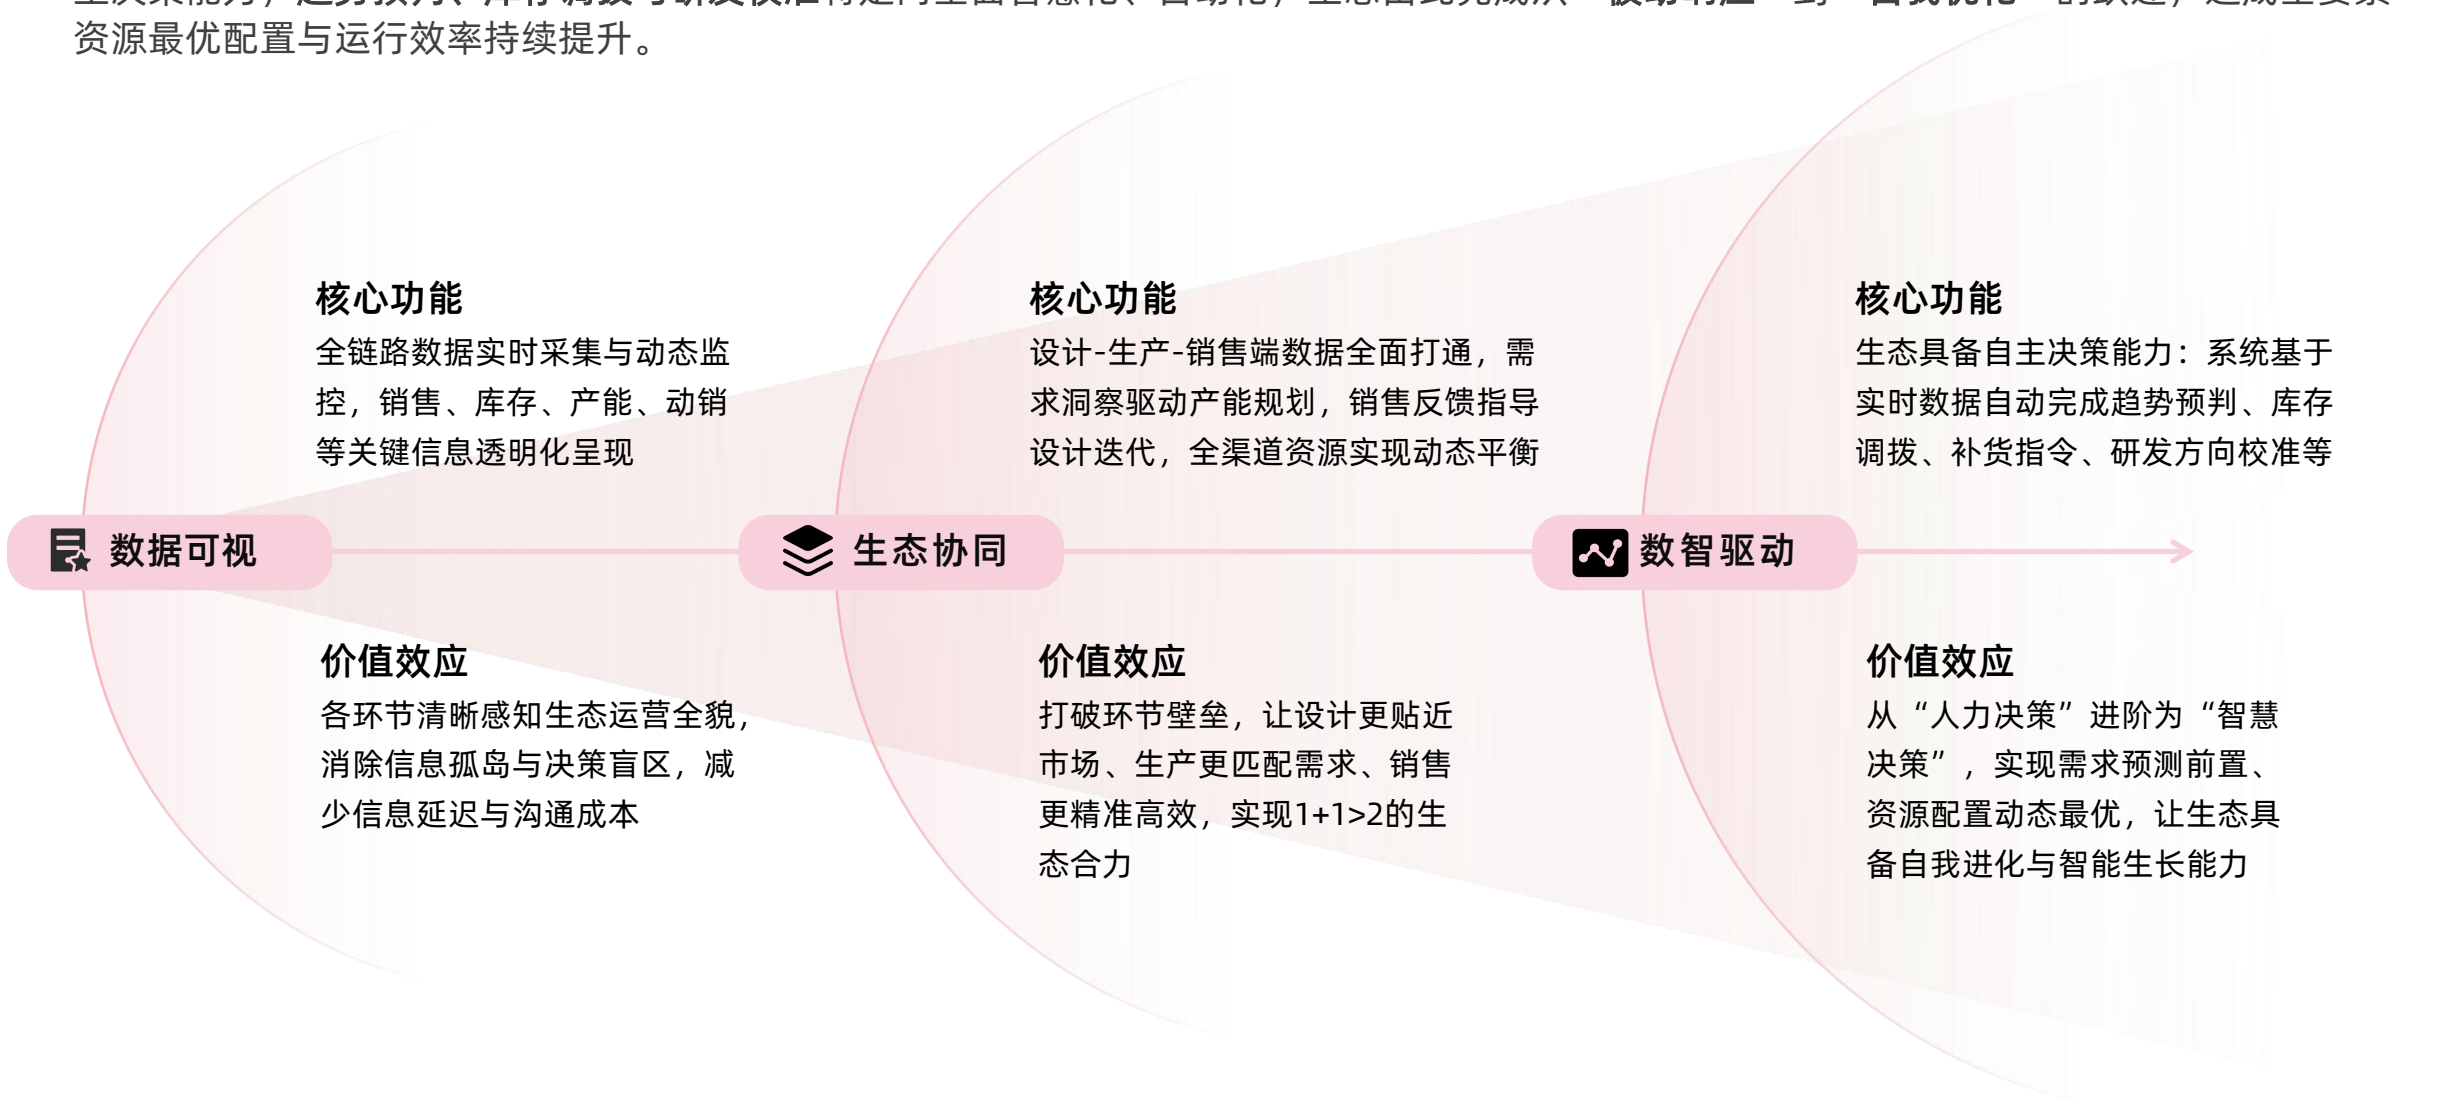 资源最优配置与运行效率持续提升。
核心功能
全链路数据实时采集与动态监
控，销售、库存、产能、动销
等关键信息透明化呈现
数据可视
价值效应
各环节清晰感知生态运营全貌，
消除信息孤岛与决策盲区，减
少信息延迟与沟通成本
核心功能
设计-生产-销售端数据全面打通，需
求洞察驱动产能规划，销售反馈指导
设计迭代，全渠道资源实现动态平衡
生态协同
价值效应
打破环节壁垒，让设计更贴近
市场、生产更匹配需求、销售
更精准高效，实现1+1>2的生
态合力
核心功能
生态具备自主决策能力：系统基于
实时数据自动完成趋势预判、库存
调拨、补货指令、研发方向校准等
数智驱动
价值效应
从“人力决策”进阶为“智慧
决策”，实现需求预测前置、
资源配置动态最优，让生态具
备自我进化与智能生长能力